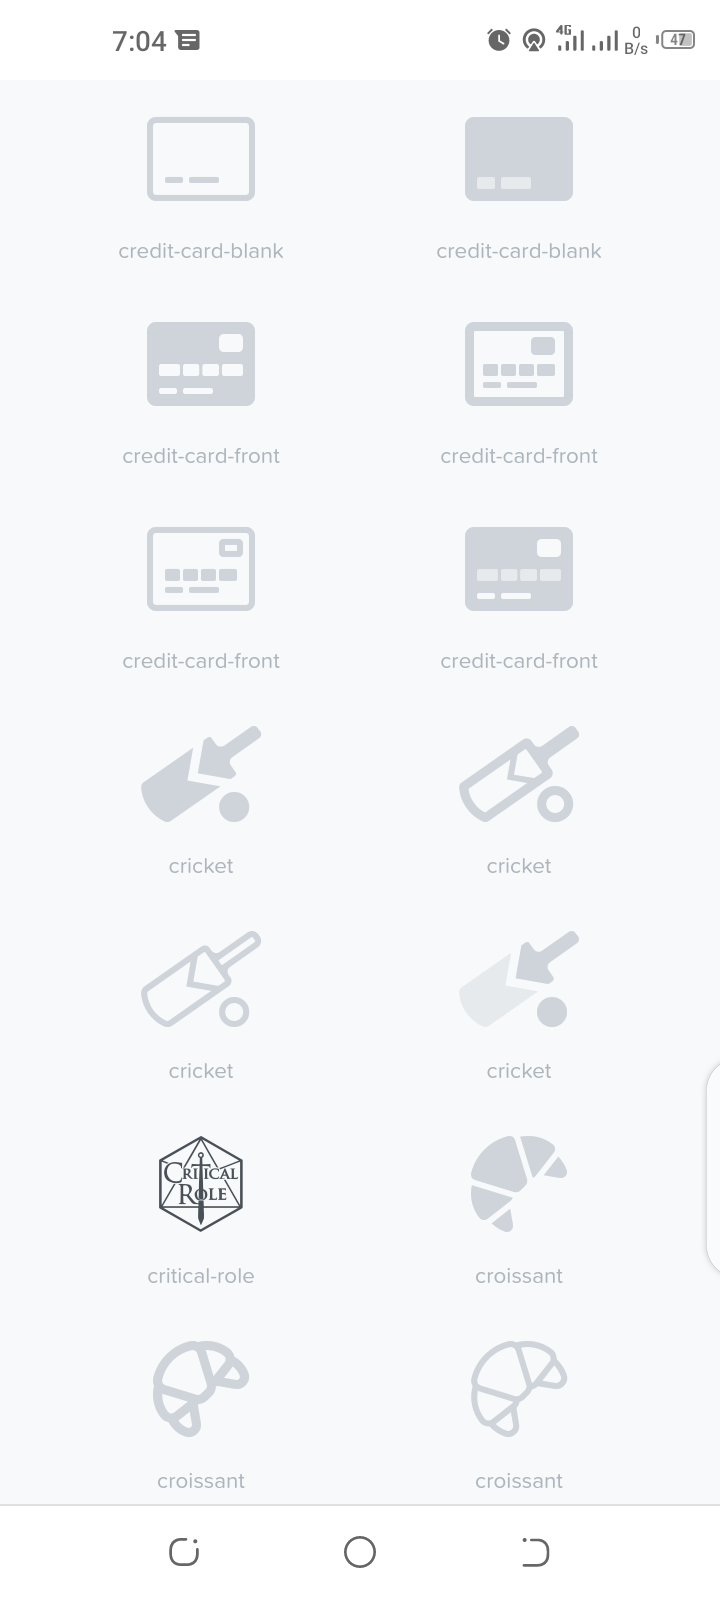 7:04
4G
0
B/s
47
credit-card-blank
credit-card-blank
credit-card-front
credit-card-front
credit-card-front
credit-card-front
cricket
cricket
cricket
cricket
CRITICAL
ROLE
critical-role
croissant
croissant
croissant